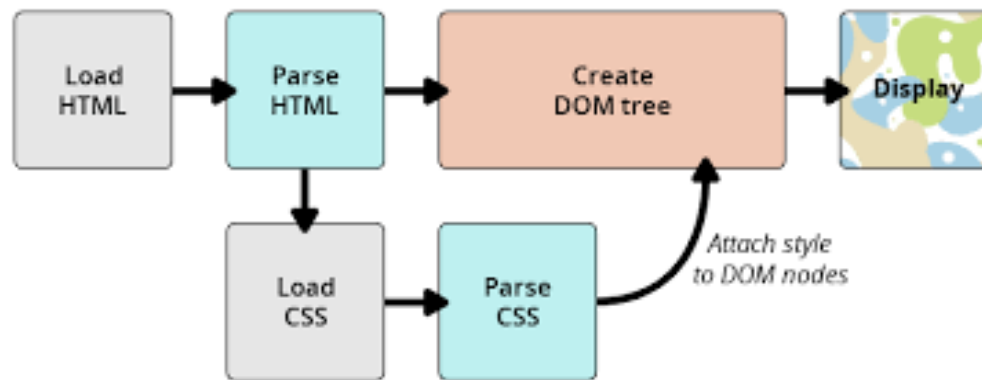 Load
HTML
Parse
HTML
Create
DOM tree
Display
Load
CSS
Parse
CSS
Attach style
to DOM nodes